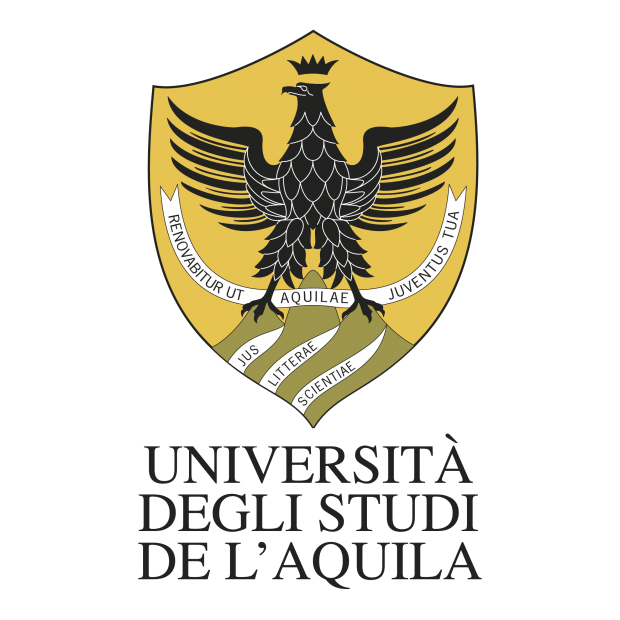 RENOVABITUR UT AQUILAE JUVENTUS TUA
JUS
LITTERAE
SCIENTIAE
UNIVERSITÀ
DEGLI STUDI
DE L’AQUILA